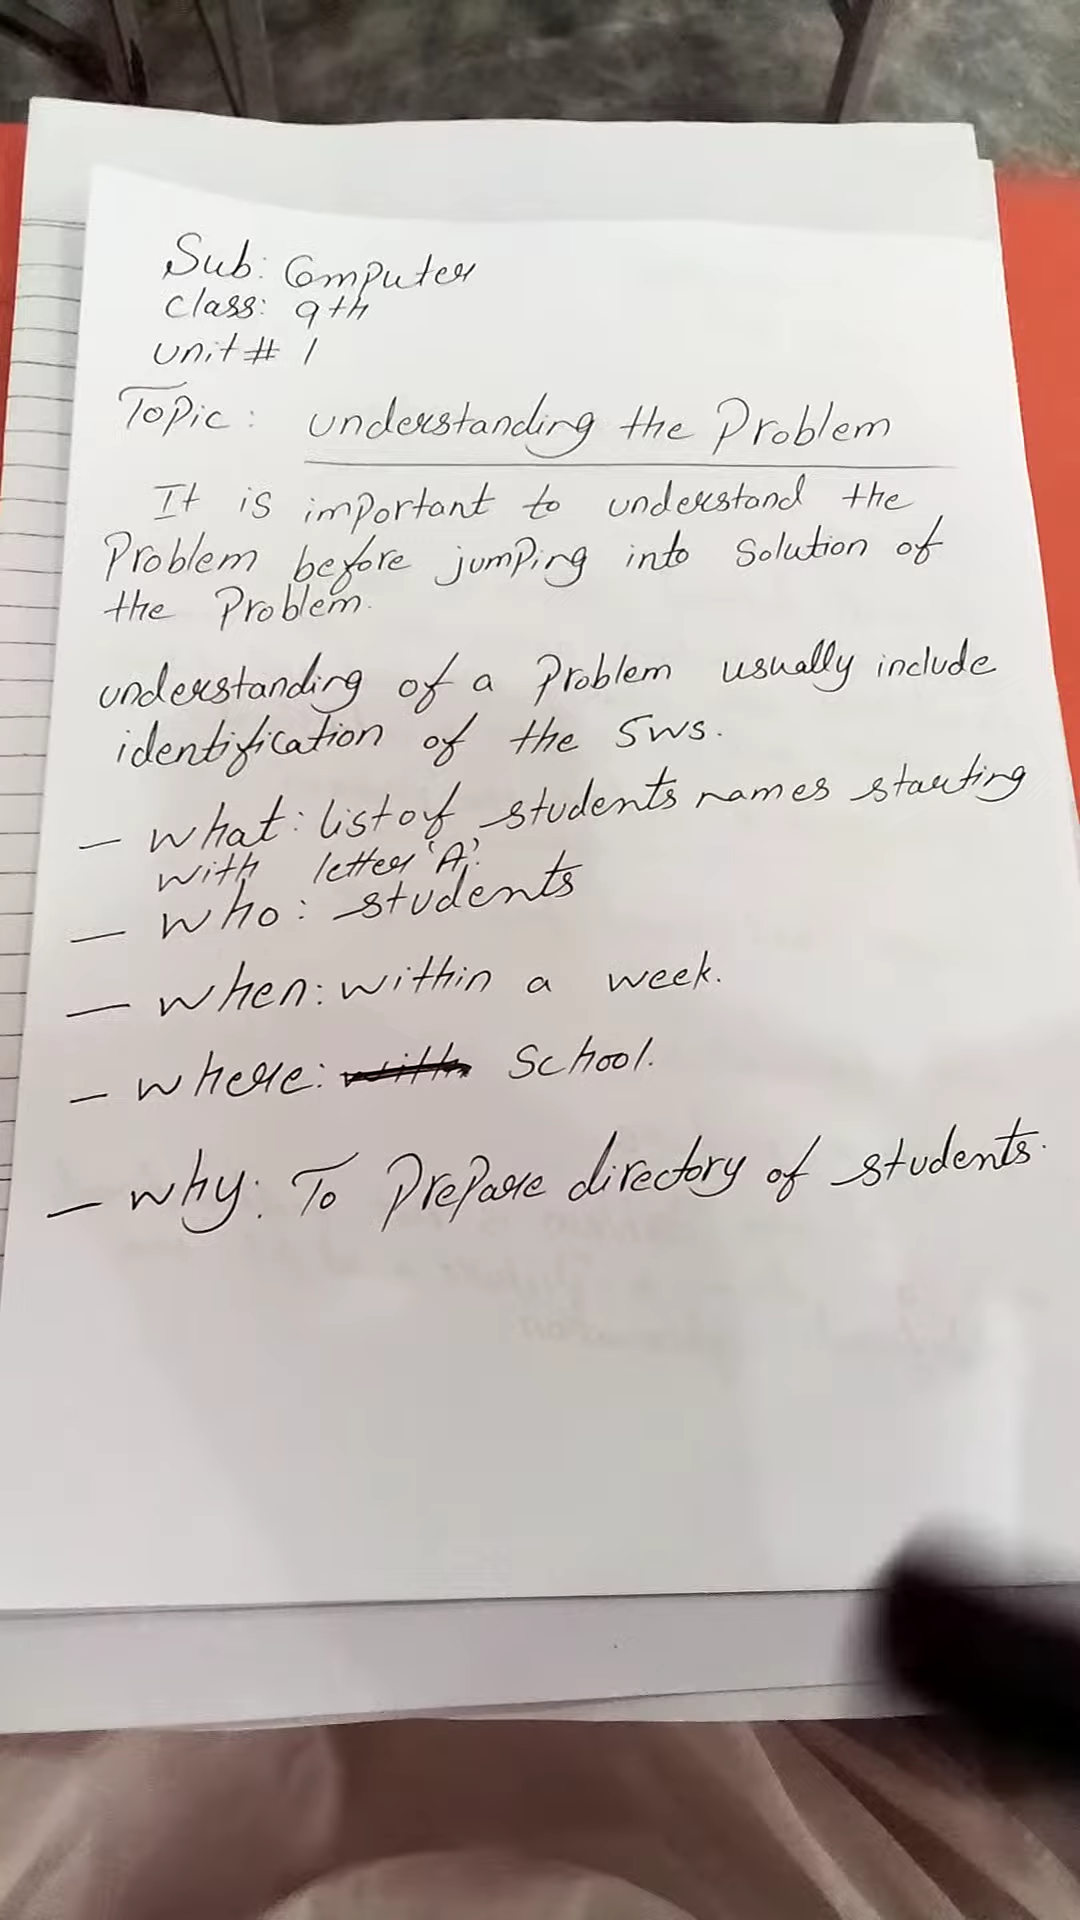 Sub: Computer
Class: 9th
Unit # 1
Topic: understanding the Problem
It is important to understand the
Problem before jumping into Solution of
the Problem.
understanding of a Problem usually include
identification of the 5ws.
— what: list of students names starting
with letter 'A'.
— who: students
— when: within a week.
— where: with School.
— why: To Prepare directory of students.